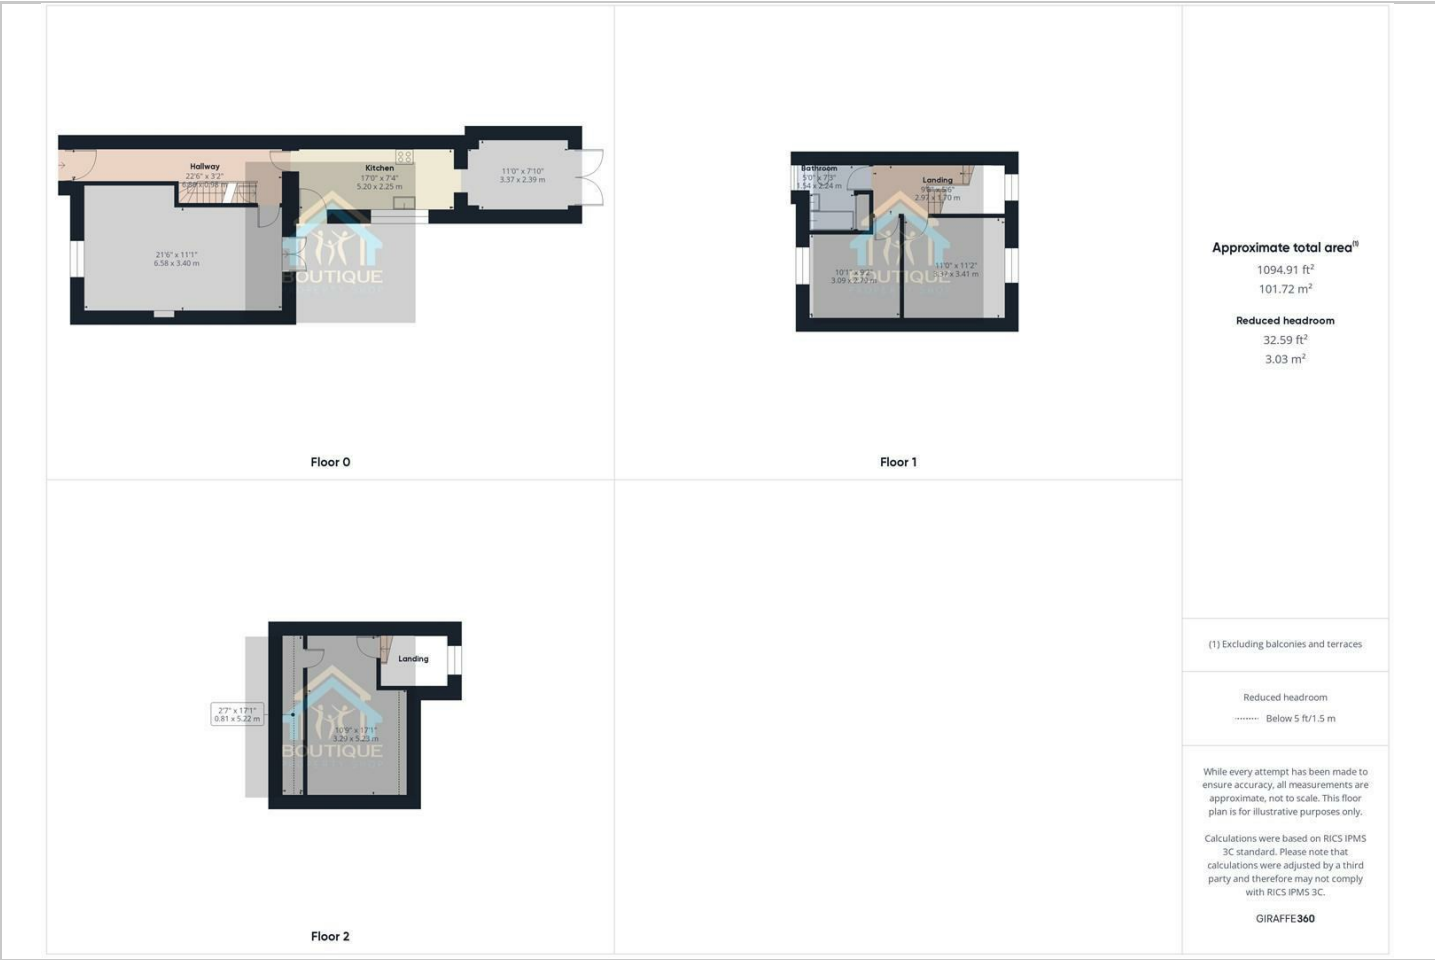 Hallway
22'6" x 3'2"
Kitchen
17'0" x 7'4"
5.20 x 2.25 m
11'0" x 7'10"
3.37 x 2.39 m
21'6" x 11'1"
6.58 x 3.40 m
BOUTIQUE
Floor 0
Bathroom
5'0" x 7'3"
1.54 x 2.24 m
Landing
2.97 x 1.70 m
11'0" x 11'2"
3.37 x 3.41 m
BOUTIQUE
Floor 1
Landing
2'7" x 17'1"
0.81 x 5.22 m
10'9" x 17'1"
3.29 x 5.23 m
BOUTIQUE
Floor 2
Approximate total area(1)
1094.91 ft²
101.72 m²
Reduced headroom
32.59 ft²
3.03 m²
(1) Excluding balconies and terraces
Reduced headroom
Below 5 ft/1.5 m
While every attempt has been made to
ensure accuracy, all measurements are
approximate, not to scale. This floor
plan is for illustrative purposes only.
Calculations were based on RICS IPMS
3C standard. Please note that
calculations were adjusted by a third
party and therefore may not comply
with RICS IPMS 3C.
GIRAFFE360